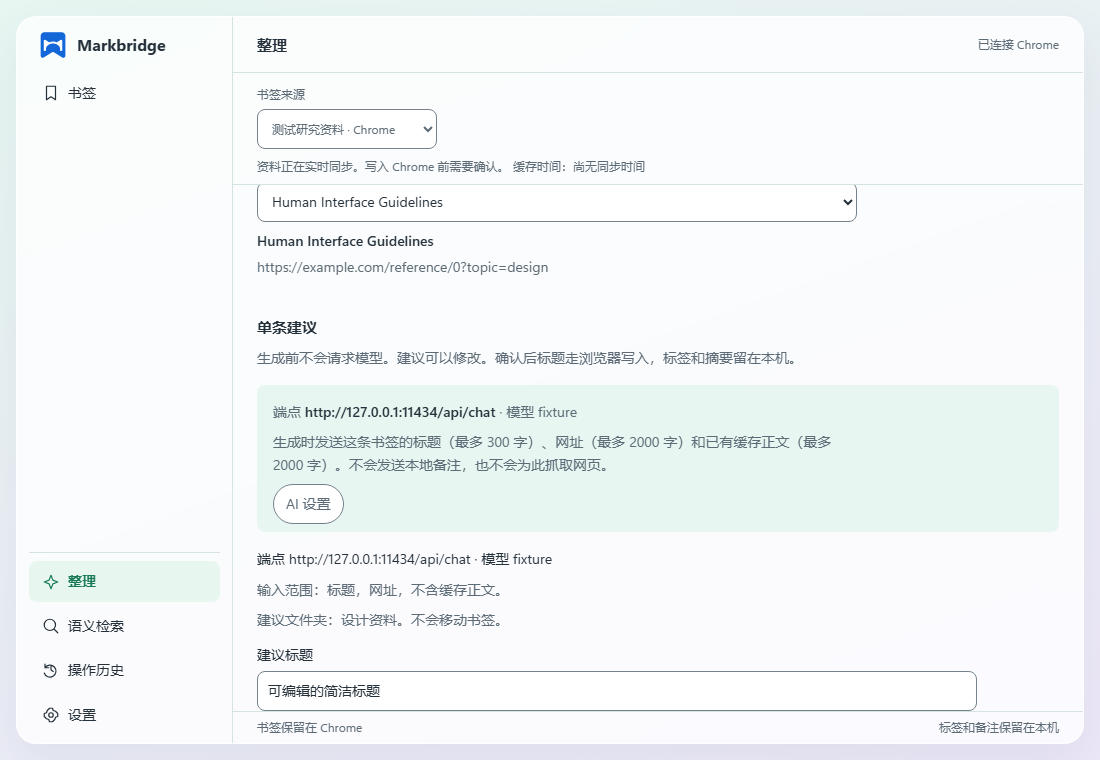 Markbridge
书签
整理
语义检索
操作历史
设置
整理
已连接 Chrome
书签来源
测试研究资料 · Chrome
资料正在实时同步。写入 Chrome 前需要确认。 缓存时间：尚无同步时间
Human Interface Guidelines
Human Interface Guidelines
https://example.com/reference/0?topic=design
单条建议
生成前不会请求模型。建议可以修改。确认后标题走浏览器写入，标签和摘要留在本机。
端点 http://127.0.0.1:11434/api/chat · 模型 fixture
生成时发送这条书签的标题（最多 300 字）、网址（最多 2000 字）和已有缓存正文（最多
2000 字）。不会发送本地备注，也不会为此抓取网页。
AI 设置
端点 http://127.0.0.1:11434/api/chat · 模型 fixture
输入范围：标题，网址，不含缓存正文。
建议文件夹：设计资料。不会移动书签。
建议标题
可编辑的简洁标题
书签保留在 Chrome
标签和备注保留在本机